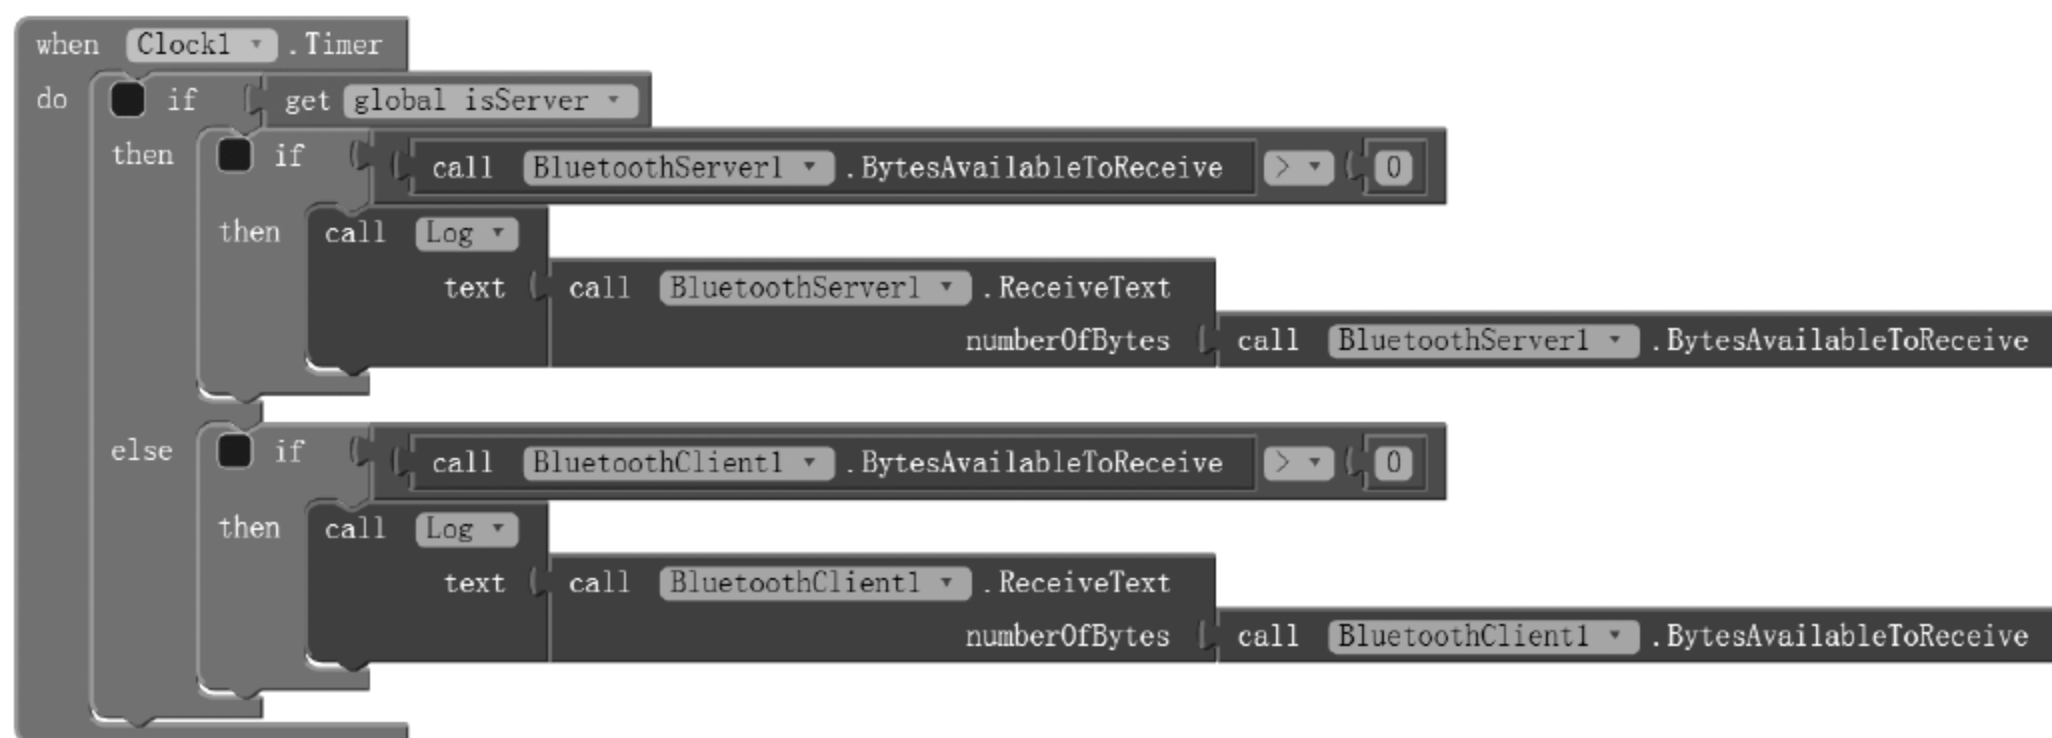 when Clock1 .Timer
do if get global isServer
then if call BluetoothServer1 .BytesAvailableToReceive > 0
then call Log
text call BluetoothServer1 .ReceiveText
numberOfBytes call BluetoothServer1 .BytesAvailableToReceive
else if call BluetoothClient1 .BytesAvailableToReceive > 0
then call Log
text call BluetoothClient1 .ReceiveText
numberOfBytes call BluetoothClient1 .BytesAvailableToReceive